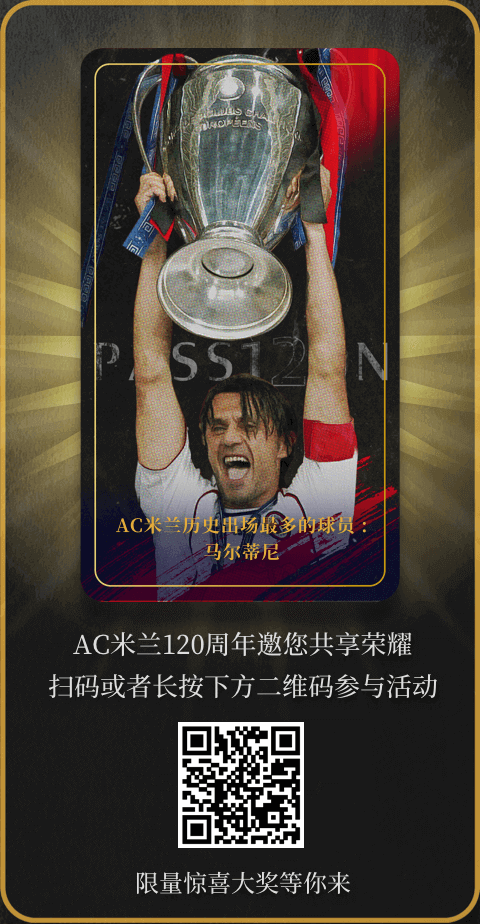 PASS12 N
AC米兰历史出场最多的球员：
马尔蒂尼
AC米兰120周年邀您共享荣耀
扫码或者长按下方二维码参与活动
限量惊喜大奖等你来